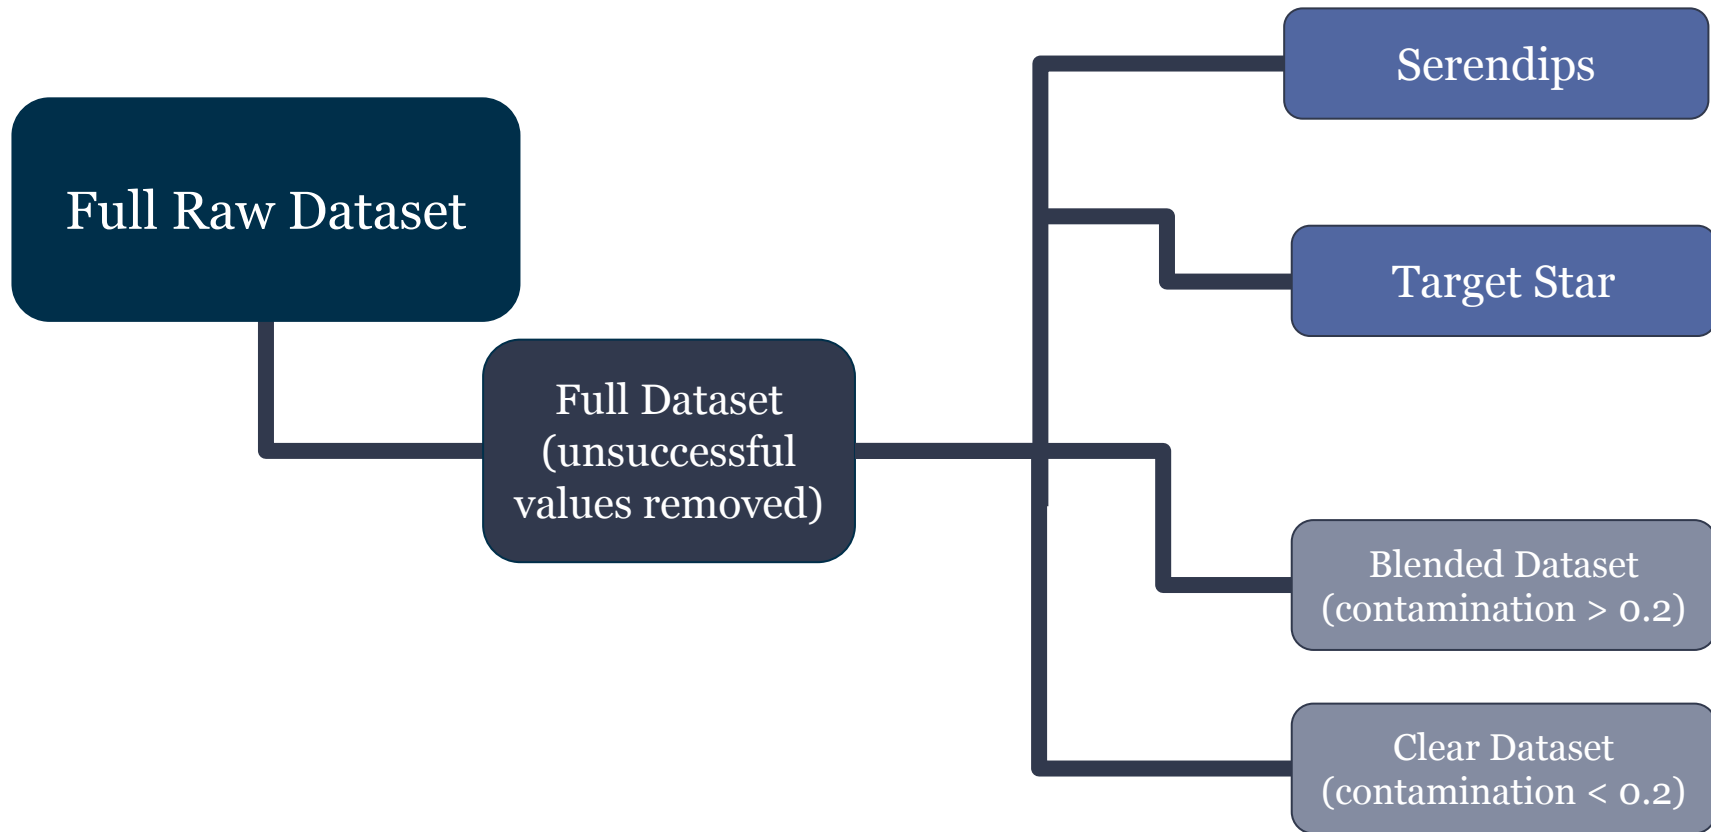 Full Raw Dataset
Full Dataset
(unsuccessful
values removed)
Serendips
Target Star
Blended Dataset
(contamination > 0.2)
Clear Dataset
(contamination < 0.2)